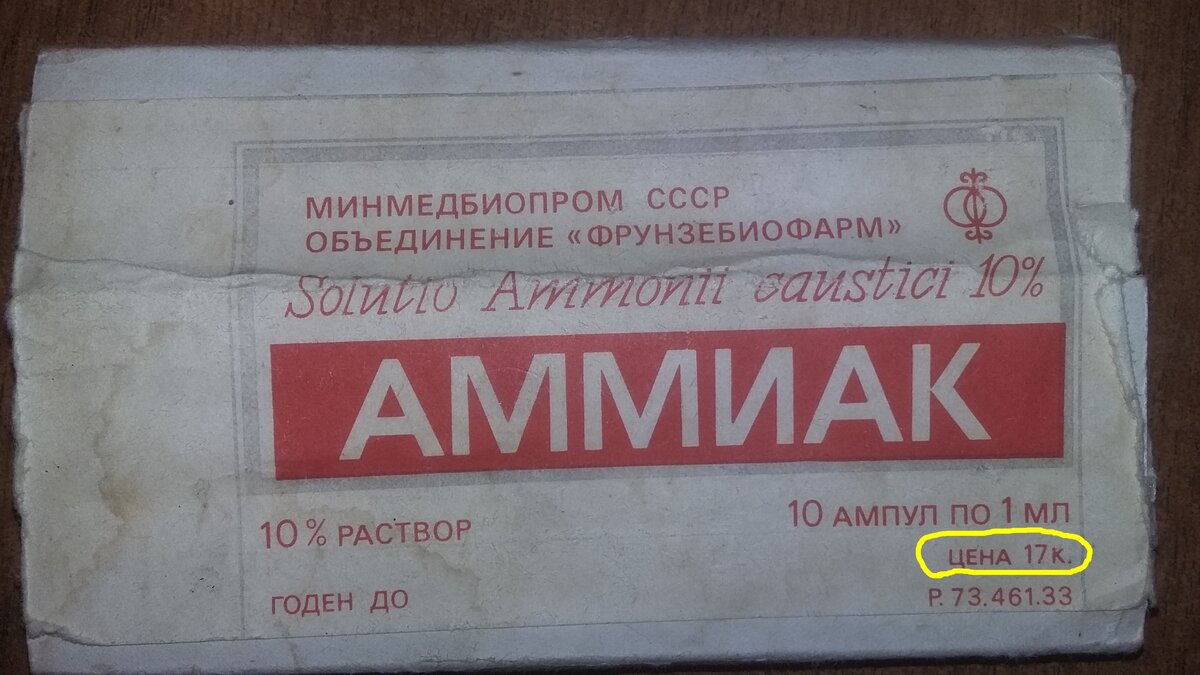 МИНМЕДБИОПРОМ СССР
ОБЪЕДИНЕНИЕ «ФРУНЗЕБИОФАРМ»
Solutio Ammonii caustici 10%
АММИАК
10% РАСТВОР
10 АМПУЛ ПО 1 МЛ
ЦЕНА 17 К.
ГОДЕН ДО
Р. 73.461.33